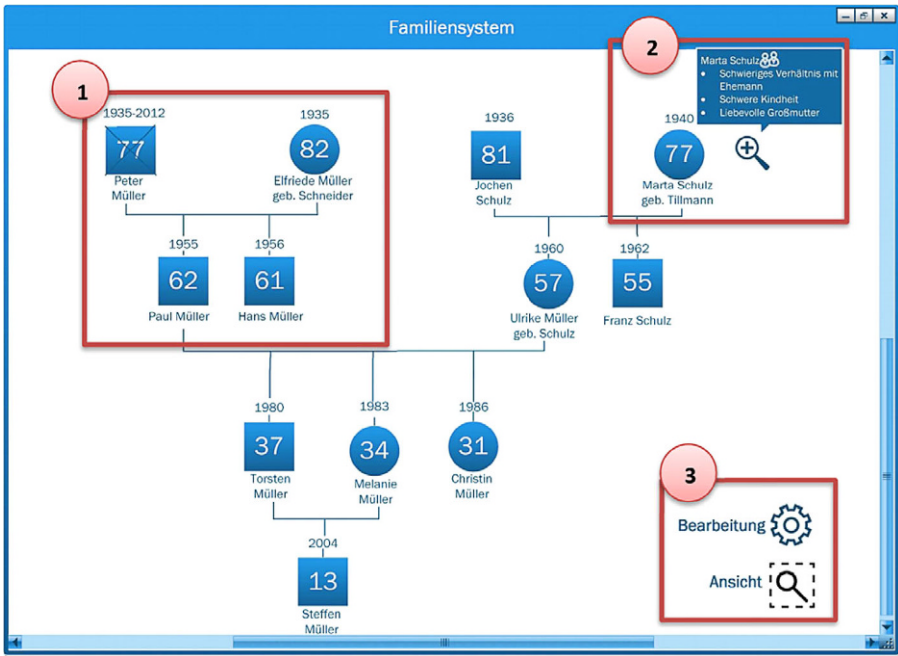 Familiensystem
1
1935-2012
77
Peter
Müller
1935
82
Elfriede Müller
geb. Schneider
1955
62
Paul Müller
1956
61
Hans Müller
1936
81
Jochen
Schulz
2
Marta Schulz
• Schwieriges Verhältnis mit
Ehemann
• Schwere Kindheit
• Liebevolle Großmutter
1940
77
Marta Schulz
geb. Tillmann
1960
57
Ulrike Müller
geb. Schulz
1962
55
Franz Schulz
1980
37
Torsten
Müller
1983
34
Melanie
Müller
1986
31
Christin
Müller
2004
13
Steffen
Müller
3
Bearbeitung
Ansicht